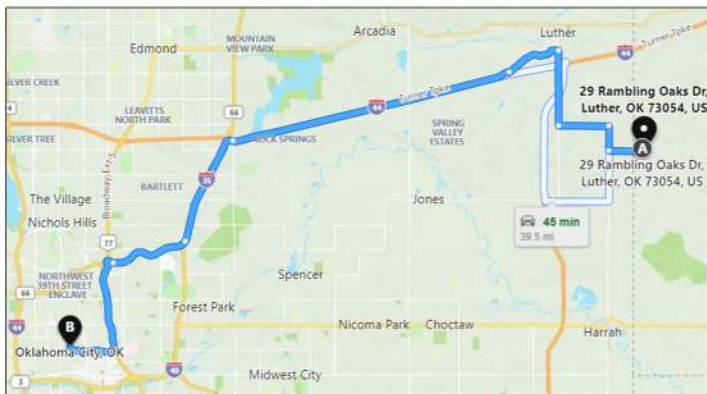 MOUNTAIN
VIEW PARK
Arcadia
Luther
Edmond
44
Turner Tpke
SILVER CREEK
4
LEAVITTS
NORTH PARK
66
Turner Tpke
44
29 Rambling Oaks Dr,
Luther, OK 73054, US
SILVER TREE
ROCK SPRINGS
SPRING
VALLEY
ESTATES
A
29 Rambling Oaks Dr,
Luther, OK 73054, US
Broadway Ext S
BARTLETT
35
The Village
Jones
Nichols Hills
45 min
39.5 mi
77
NORTHWEST
39TH STREET
ENCLAVE
Spencer
66
Forest Park
44
B
Nicoma Park
Choctaw
Harrah
Oklahoma City, OK
40
Midwest City
3